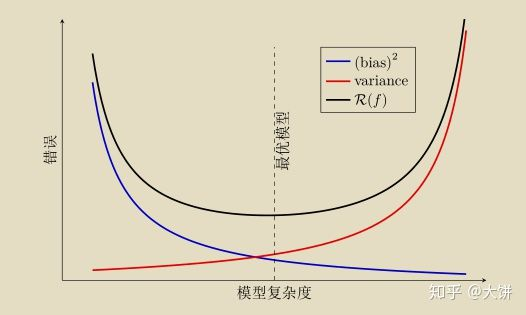 (bias)²
variance
R(f)
错误
最优模型
模型复杂度
知乎 @大饼